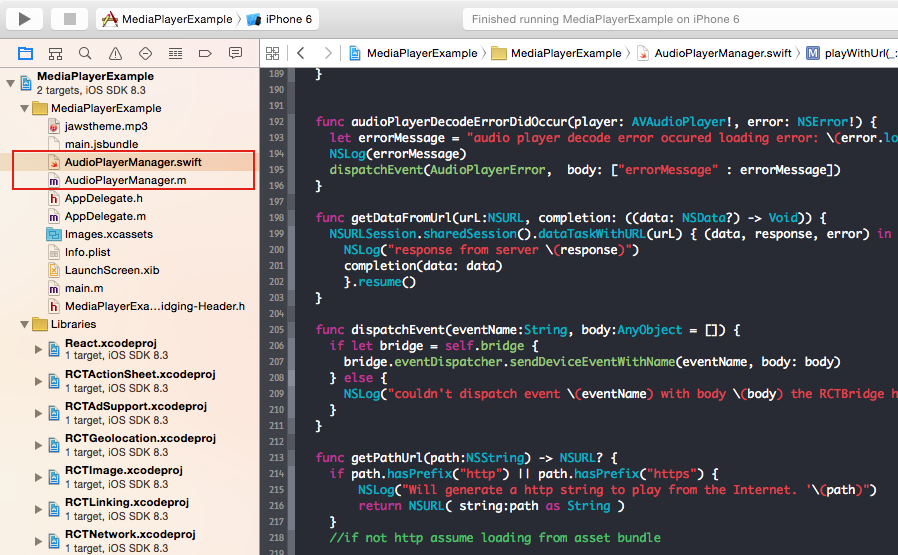 MediaPlayerExample › iPhone 6
Finished running MediaPlayerExample on iPhone 6
MediaPlayerExample › MediaPlayerExample › AudioPlayerManager.swift › M playWithUrl(_:
MediaPlayerExample
2 targets, iOS SDK 8.3
MediaPlayerExample
jawstheme.mp3
main.jsbundle
AudioPlayerManager.swift
m AudioPlayerManager.m
h AppDelegate.h
m AppDelegate.m
Images.xcassets
Info.plist
LaunchScreen.xib
m main.m
h MediaPlayerExa...idging-Header.h
Libraries
React.xcodeproj
1 target, iOS SDK 8.3
RCTActionSheet.xcodeproj
1 target, iOS SDK 8.3
RCTAdSupport.xcodeproj
1 target, iOS SDK 8.3
RCTGeolocation.xcodeproj
1 target, iOS SDK 8.3
RCTImage.xcodeproj
1 target, iOS SDK 8.3
RCTLinking.xcodeproj
1 target, iOS SDK 8.3
RCTNetwork.xcodeproj
1 target, iOS SDK 8.3
189 }
190
191
192 func audioPlayerDecodeErrorDidOccur(player: AVAudioPlayer!, error: NSError!) {
193 let errorMessage = "audio player decode error occured loading error: \(error.lo
194 NSLog(errorMessage)
195 dispatchEvent(AudioPlayerError, body: ["errorMessage" : errorMessage])
196 }
197
198 func getDataFromUrl(urL:NSURL, completion: ((data: NSData?) -> Void)) {
199 NSURLSession.sharedSession().dataTaskWithURL(urL) { (data, response, error) in
200 NSLog("response from server \(response)")
201 completion(data: data)
202 }.resume()
203 }
204
205 func dispatchEvent(eventName:String, body:AnyObject = []) {
206 if let bridge = self.bridge {
207 bridge.eventDispatcher.sendDeviceEventWithName(eventName, body: body)
208 } else {
209 NSLog("couldn't dispatch event \(eventName) with body \(body) the RCTBridge h
210 }
211 }
212
213 func getPathUrl(path:NSString) -> NSURL? {
214 if path.hasPrefix("http") || path.hasPrefix("https") {
215 NSLog("Will generate a http string to play from the Internet. '\(path)")
216 return NSURL( string:path as String )
217 }
218 //if not http assume loading from asset bundle
219